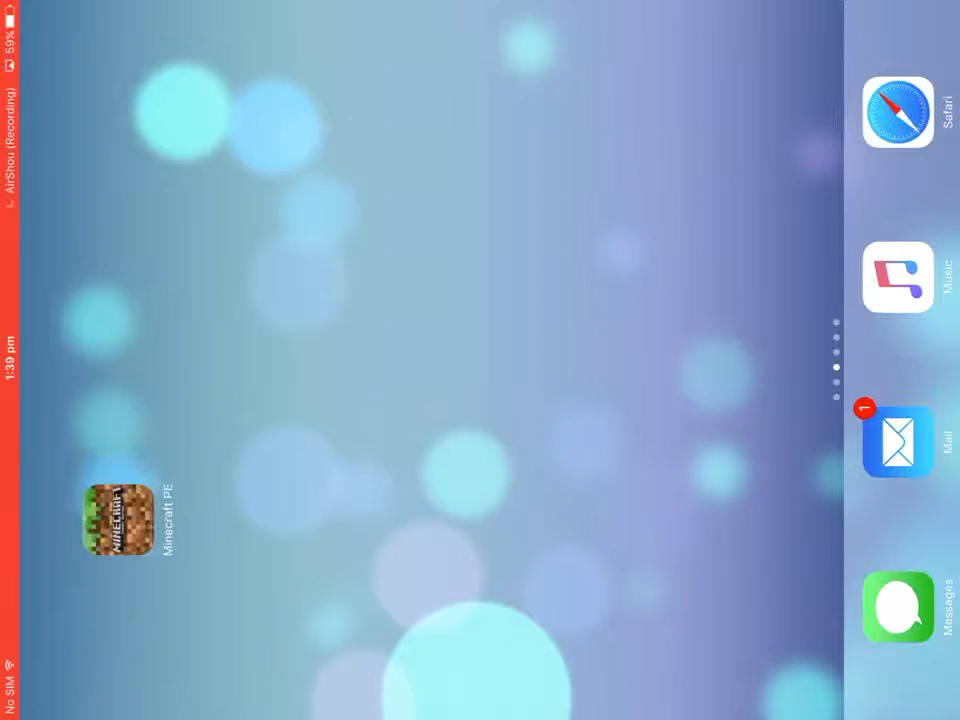 No SIM
1:39 pm
AirShou (Recording)
59%
MINECRAFT
Minecraft PE
1
Messages
Mail
Music
Safari